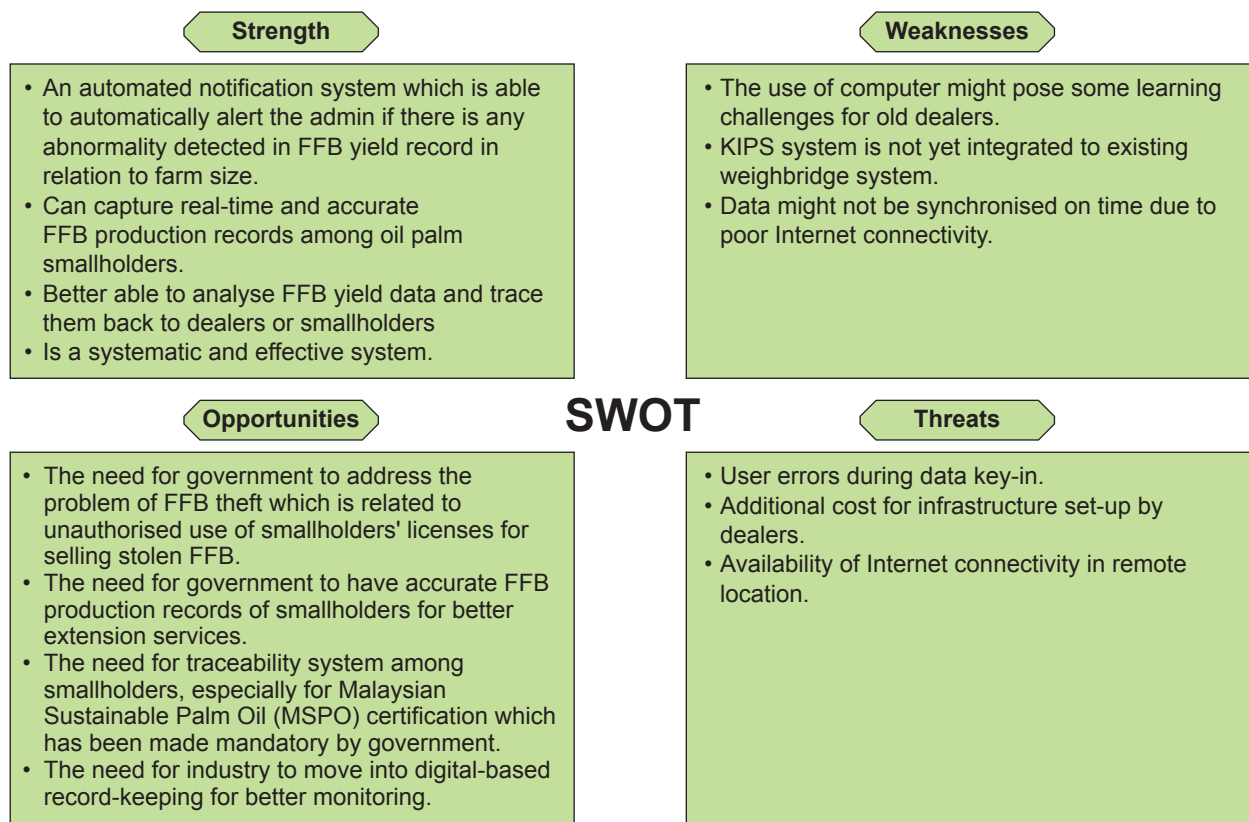 Strength
• An automated notification system which is able
to automatically alert the admin if there is any
abnormality detected in FFB yield record in
relation to farm size.
• Can capture real-time and accurate
FFB production records among oil palm
smallholders.
• Better able to analyse FFB yield data and trace
them back to dealers or smallholders
• Is a systematic and effective system.
Weaknesses
• The use of computer might pose some learning
challenges for old dealers.
• KIPS system is not yet integrated to existing
weighbridge system.
• Data might not be synchronised on time due to
poor Internet connectivity.
SWOT
Opportunities
• The need for government to address the
problem of FFB theft which is related to
unauthorised use of smallholders' licenses for
selling stolen FFB.
• The need for government to have accurate FFB
production records of smallholders for better
extension services.
• The need for traceability system among
smallholders, especially for Malaysian
Sustainable Palm Oil (MSPO) certification which
has been made mandatory by government.
• The need for industry to move into digital-based
record-keeping for better monitoring.
Threats
• User errors during data key-in.
• Additional cost for infrastructure set-up by
dealers.
• Availability of Internet connectivity in remote
location.